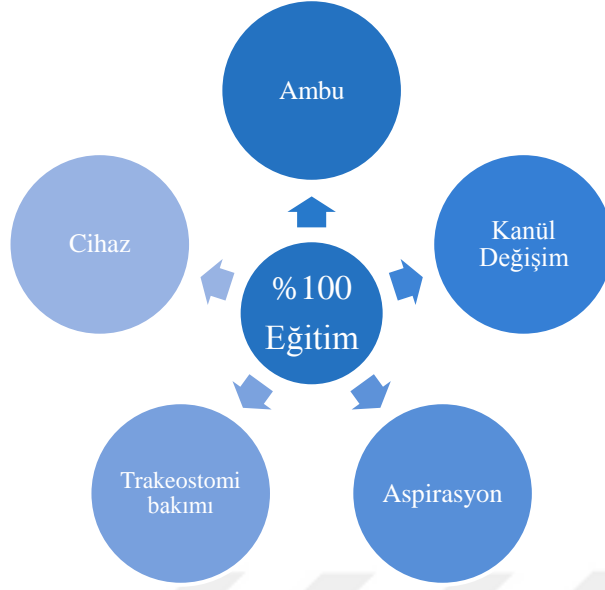 Ambu
Cihaz
Kanül
Değişim
%100
Eğitim
Trakeostomi
bakımı
Aspirasyon